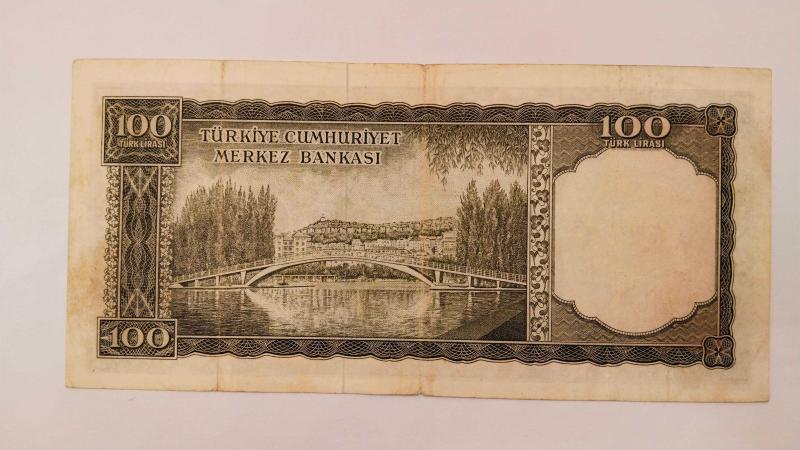 100
TÜRK LİRASI
TÜRKİYE CUMHURİYET
MERKEZ BANKASI
100
TÜRK LİRASI
100